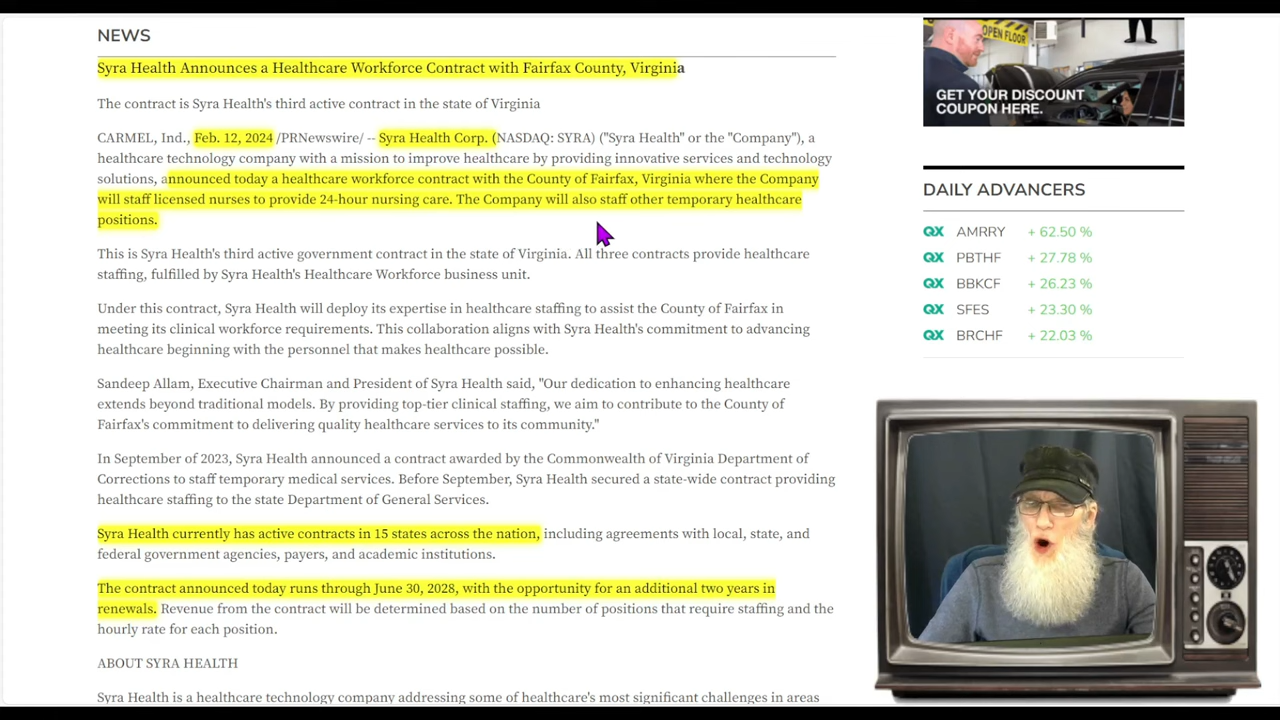 NEWS
Syra Health Announces a Healthcare Workforce Contract with Fairfax County, Virginia
The contract is Syra Health's third active contract in the state of Virginia
CARMEL, Ind., Feb. 12, 2024 /PRNewswire/ -- Syra Health Corp. (NASDAQ: SYRA) ("Syra Health" or the "Company"), a
healthcare technology company with a mission to improve healthcare by providing innovative services and technology
solutions, announced today a healthcare workforce contract with the County of Fairfax, Virginia where the Company
will staff licensed nurses to provide 24-hour nursing care. The Company will also staff other temporary healthcare
positions.
This is Syra Health's third active government contract in the state of Virginia. All three contracts provide healthcare
staffing, fulfilled by Syra Health's Healthcare Workforce business unit.
Under this contract, Syra Health will deploy its expertise in healthcare staffing to assist the County of Fairfax in
meeting its clinical workforce requirements. This collaboration aligns with Syra Health's commitment to advancing
healthcare beginning with the personnel that makes healthcare possible.
Sandeep Allam, Executive Chairman and President of Syra Health said, "Our dedication to enhancing healthcare
extends beyond traditional models. By providing top-tier clinical staffing, we aim to contribute to the County of
Fairfax's commitment to delivering quality healthcare services to its community."
In September of 2023, Syra Health announced a contract awarded by the Commonwealth of Virginia Department of
Corrections to staff temporary medical services. Before September, Syra Health secured a state-wide contract providing
healthcare staffing to the state Department of General Services.
Syra Health currently has active contracts in 15 states across the nation, including agreements with local, state, and
federal government agencies, payers, and academic institutions.
The contract announced today runs through June 30, 2028, with the opportunity for an additional two years in
renewals. Revenue from the contract will be determined based on the number of positions that require staffing and the
hourly rate for each position.
ABOUT SYRA HEALTH
Syra Health is a healthcare technology company addressing some of healthcare's most significant challenges in areas
OPEN FLOOR
GET YOUR DISCOUNT
COUPON HERE.
DAILY ADVANCERS
QX AMRRY + 62.50 %
QX PBTHF + 27.78 %
QX BBKCF + 26.23 %
QX SFES + 23.30 %
QX BRCHF + 22.03 %